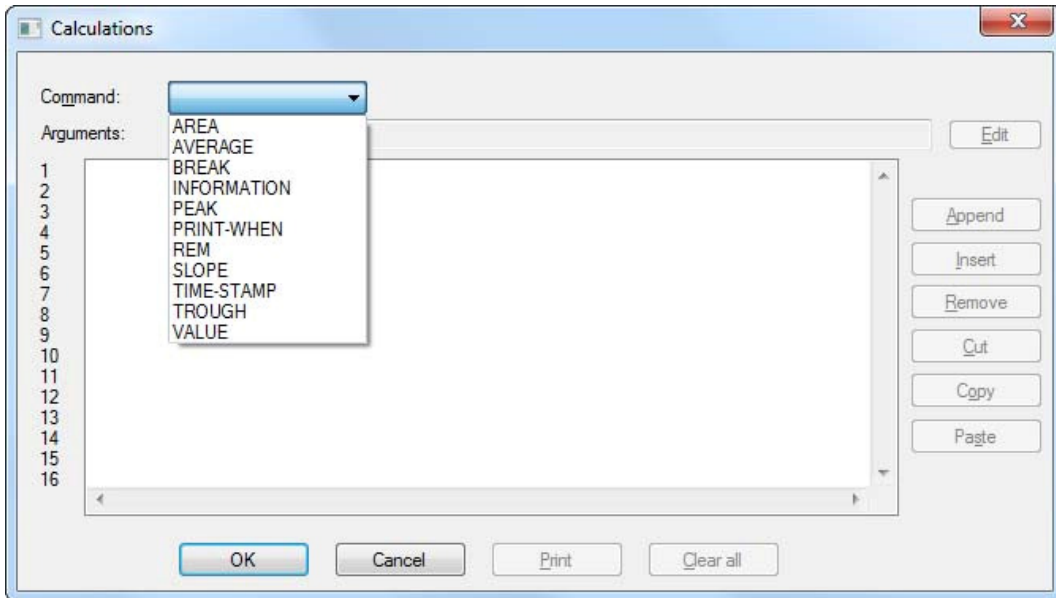 Calculations
Command:
Arguments:
AREA
AVERAGE
BREAK
INFORMATION
PEAK
PRINT-WHEN
REM
SLOPE
TIME-STAMP
TROUGH
VALUE
Edit
1
2
3
4
5
6
7
8
9
10
11
12
13
14
15
16
Append
Insert
Remove
Cut
Copy
Paste
OK Cancel Print Clear all